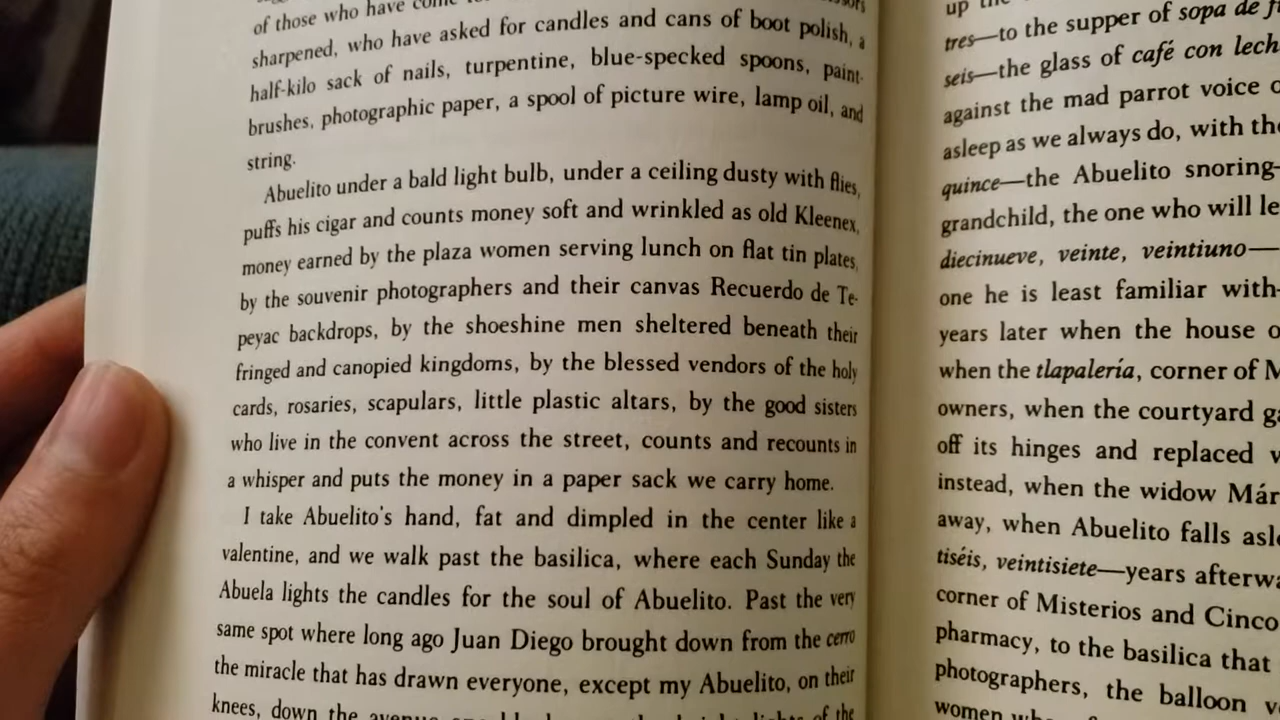 of those who have come
sharpened, who have asked for candles and cans of boot polish, a
half-kilo sack of nails, turpentine, blue-specked spoons, paint-
brushes, photographic paper, a spool of picture wire, lamp oil, and
string.
Abuelito under a bald light bulb, under a ceiling dusty with flies,
puffs his cigar and counts money soft and wrinkled as old Kleenex,
money earned by the plaza women serving lunch on flat tin plates,
by the souvenir photographers and their canvas Recuerdo de Te-
peyac backdrops, by the shoeshine men sheltered beneath their
fringed and canopied kingdoms, by the blessed vendors of the holy
cards, rosaries, scapulars, little plastic altars, by the good sisters
who live in the convent across the street, counts and recounts in
a whisper and puts the money in a paper sack we carry home.
I take Abuelito's hand, fat and dimpled in the center like a
valentine, and we walk past the basilica, where each Sunday the
Abuela lights the candles for the soul of Abuelito. Past the very
same spot where long ago Juan Diego brought down from the cerro
the miracle that has drawn everyone, except my Abuelito, on their
knees, down the avenue of the
up the
tres—to the supper of sopa de
seis—the glass of café con
against the mad parrot voice
asleep as we always do, with
quince—the Abuelito snoring—
grandchild, the one who will
diecinueve, veinte, veintiuno—
one he is least familiar with—
years later when the house
when the tlapalería, corner of
owners, when the courtyard
off its hinges and replaced
instead, when the widow
away, when Abuelito falls
tiséis, veintisiete—years
corner of Misterios and Cinco
pharmacy, to the basilica that
photographers, the balloon
women